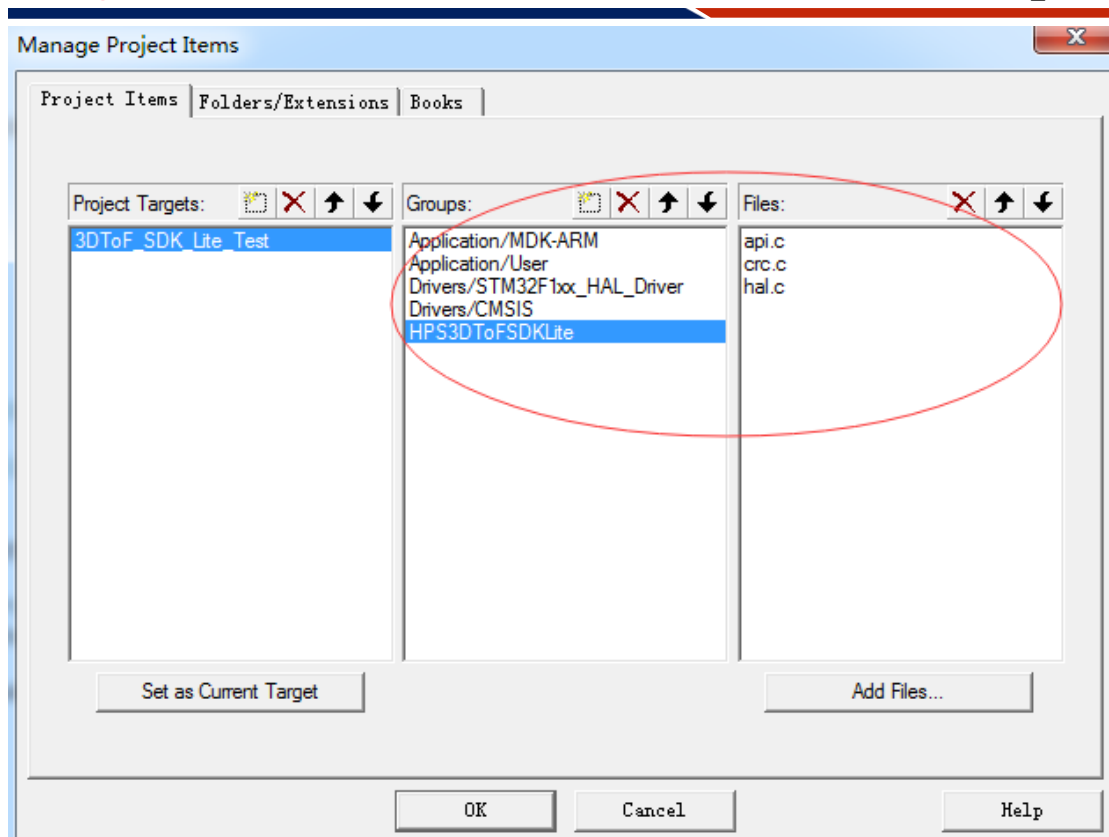 Manage Project Items
Project Items Folders/Extensions Books
Project Targets:
3DToF_SDK_Lite_Test
Set as Current Target
Groups:
Application/MDK-ARM
Application/User
Drivers/STM32F1xx_HAL_Driver
Drivers/CMSIS
HPS3DToFSDKLite
Files:
api.c
crc.c
hal.c
Add Files...
OK Cancel Help